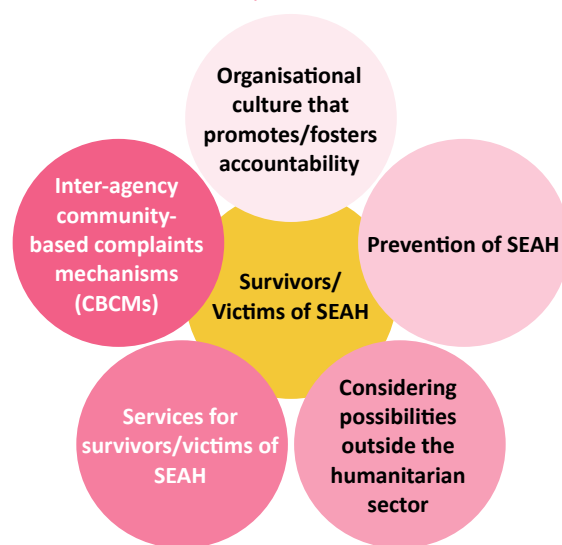 Organisational
culture that
promotes/fosters
accountability
Inter-agency
community-
based complaints
mechanisms
(CBCMs)
Prevention of SEAH
Survivors/
Victims of SEAH
Services for
survivors/victims of
SEAH
Considering
possibilities
outside the
humanitarian
sector